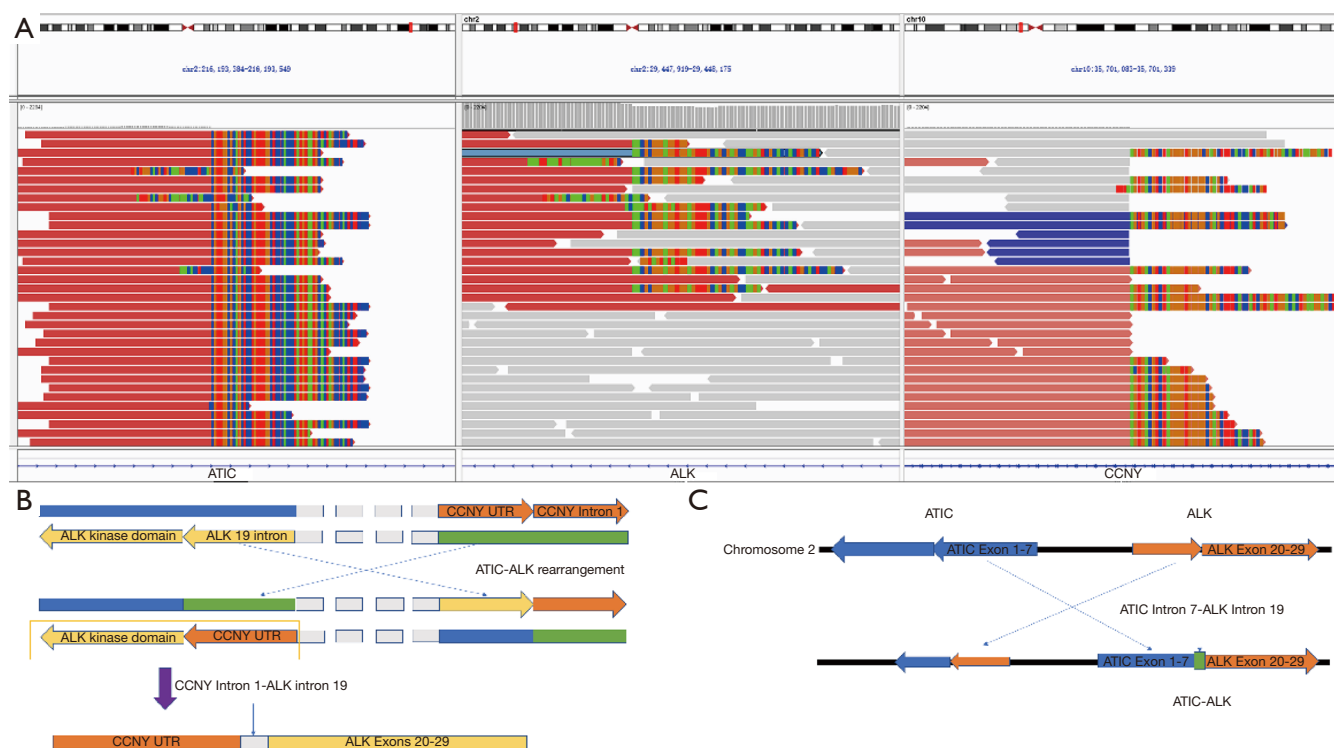 A
chr2
chr10
chr2:216,193,384-216,193,549
chr2:29,447,919-29,448,175
chr10:35,701,083-35,701,339
ATIC
ALK
CCNY
B
CCNY UTR
CCNY Intron 1
ALK kinase domain
ALK 19 intron
ATIC-ALK rearrangement
ALK kinase domain
CCNY UTR
CCNY Intron 1-ALK intron 19
CCNY UTR
ALK Exons 20-29
C
ATIC
ALK
Chromosome 2
ATIC Exon 1-7
ALK Exon 20-29
ATIC Intron 7-ALK Intron 19
ATIC Exon 1-7
ALK Exon 20-29
ATIC-ALK